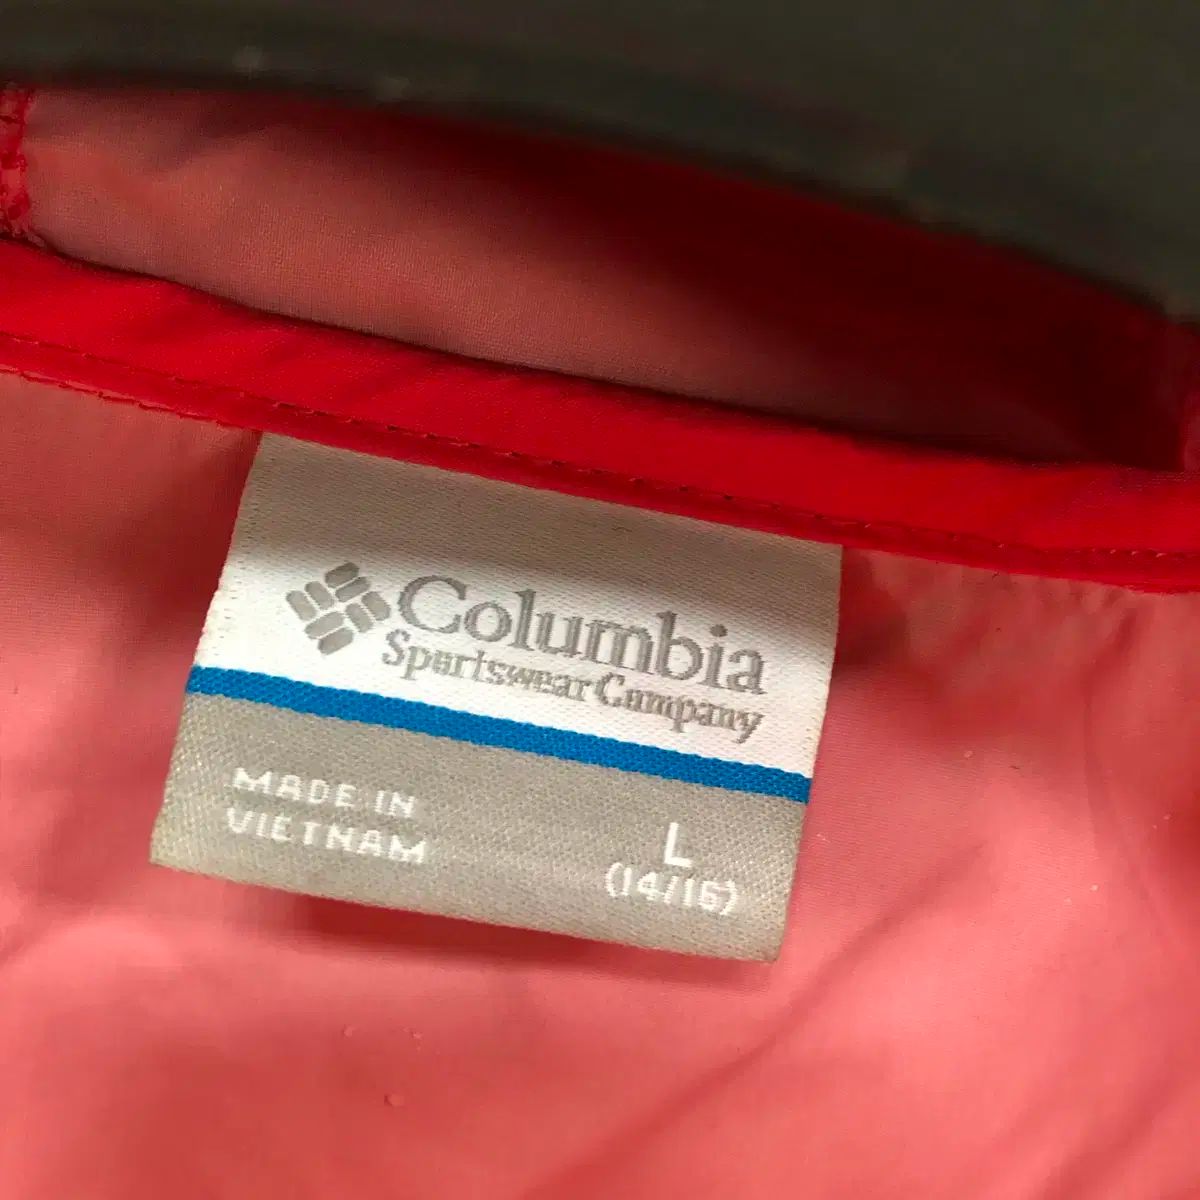 Columbia
Sportswear Company
MADE IN
VIETNAM
L
(14/16)